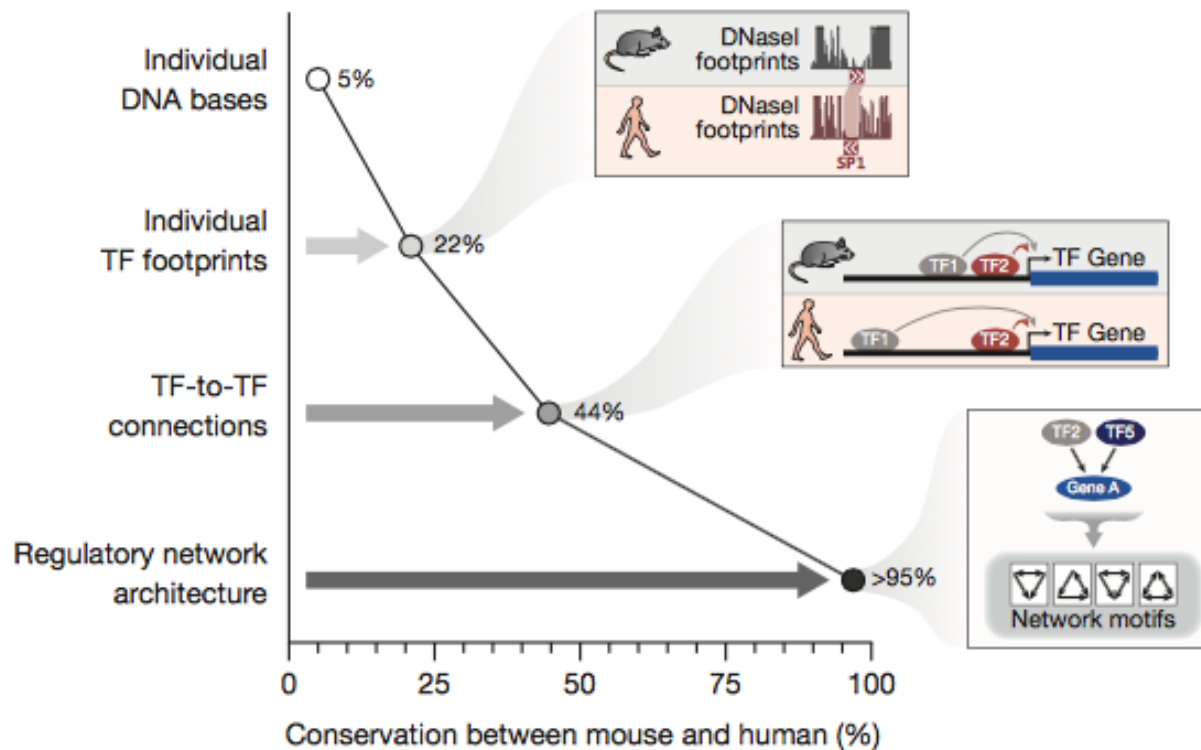 Individual
DNA bases
5%
DNaseI
footprints
DNaseI
footprints
SP1
Individual
TF footprints
22%
TF1
TF2
TF Gene
TF1
TF2
TF Gene
TF-to-TF
connections
44%
TF2
TF5
Gene A
Network motifs
Regulatory network
architecture
>95%
0
25
50
75
100
Conservation between mouse and human (%)